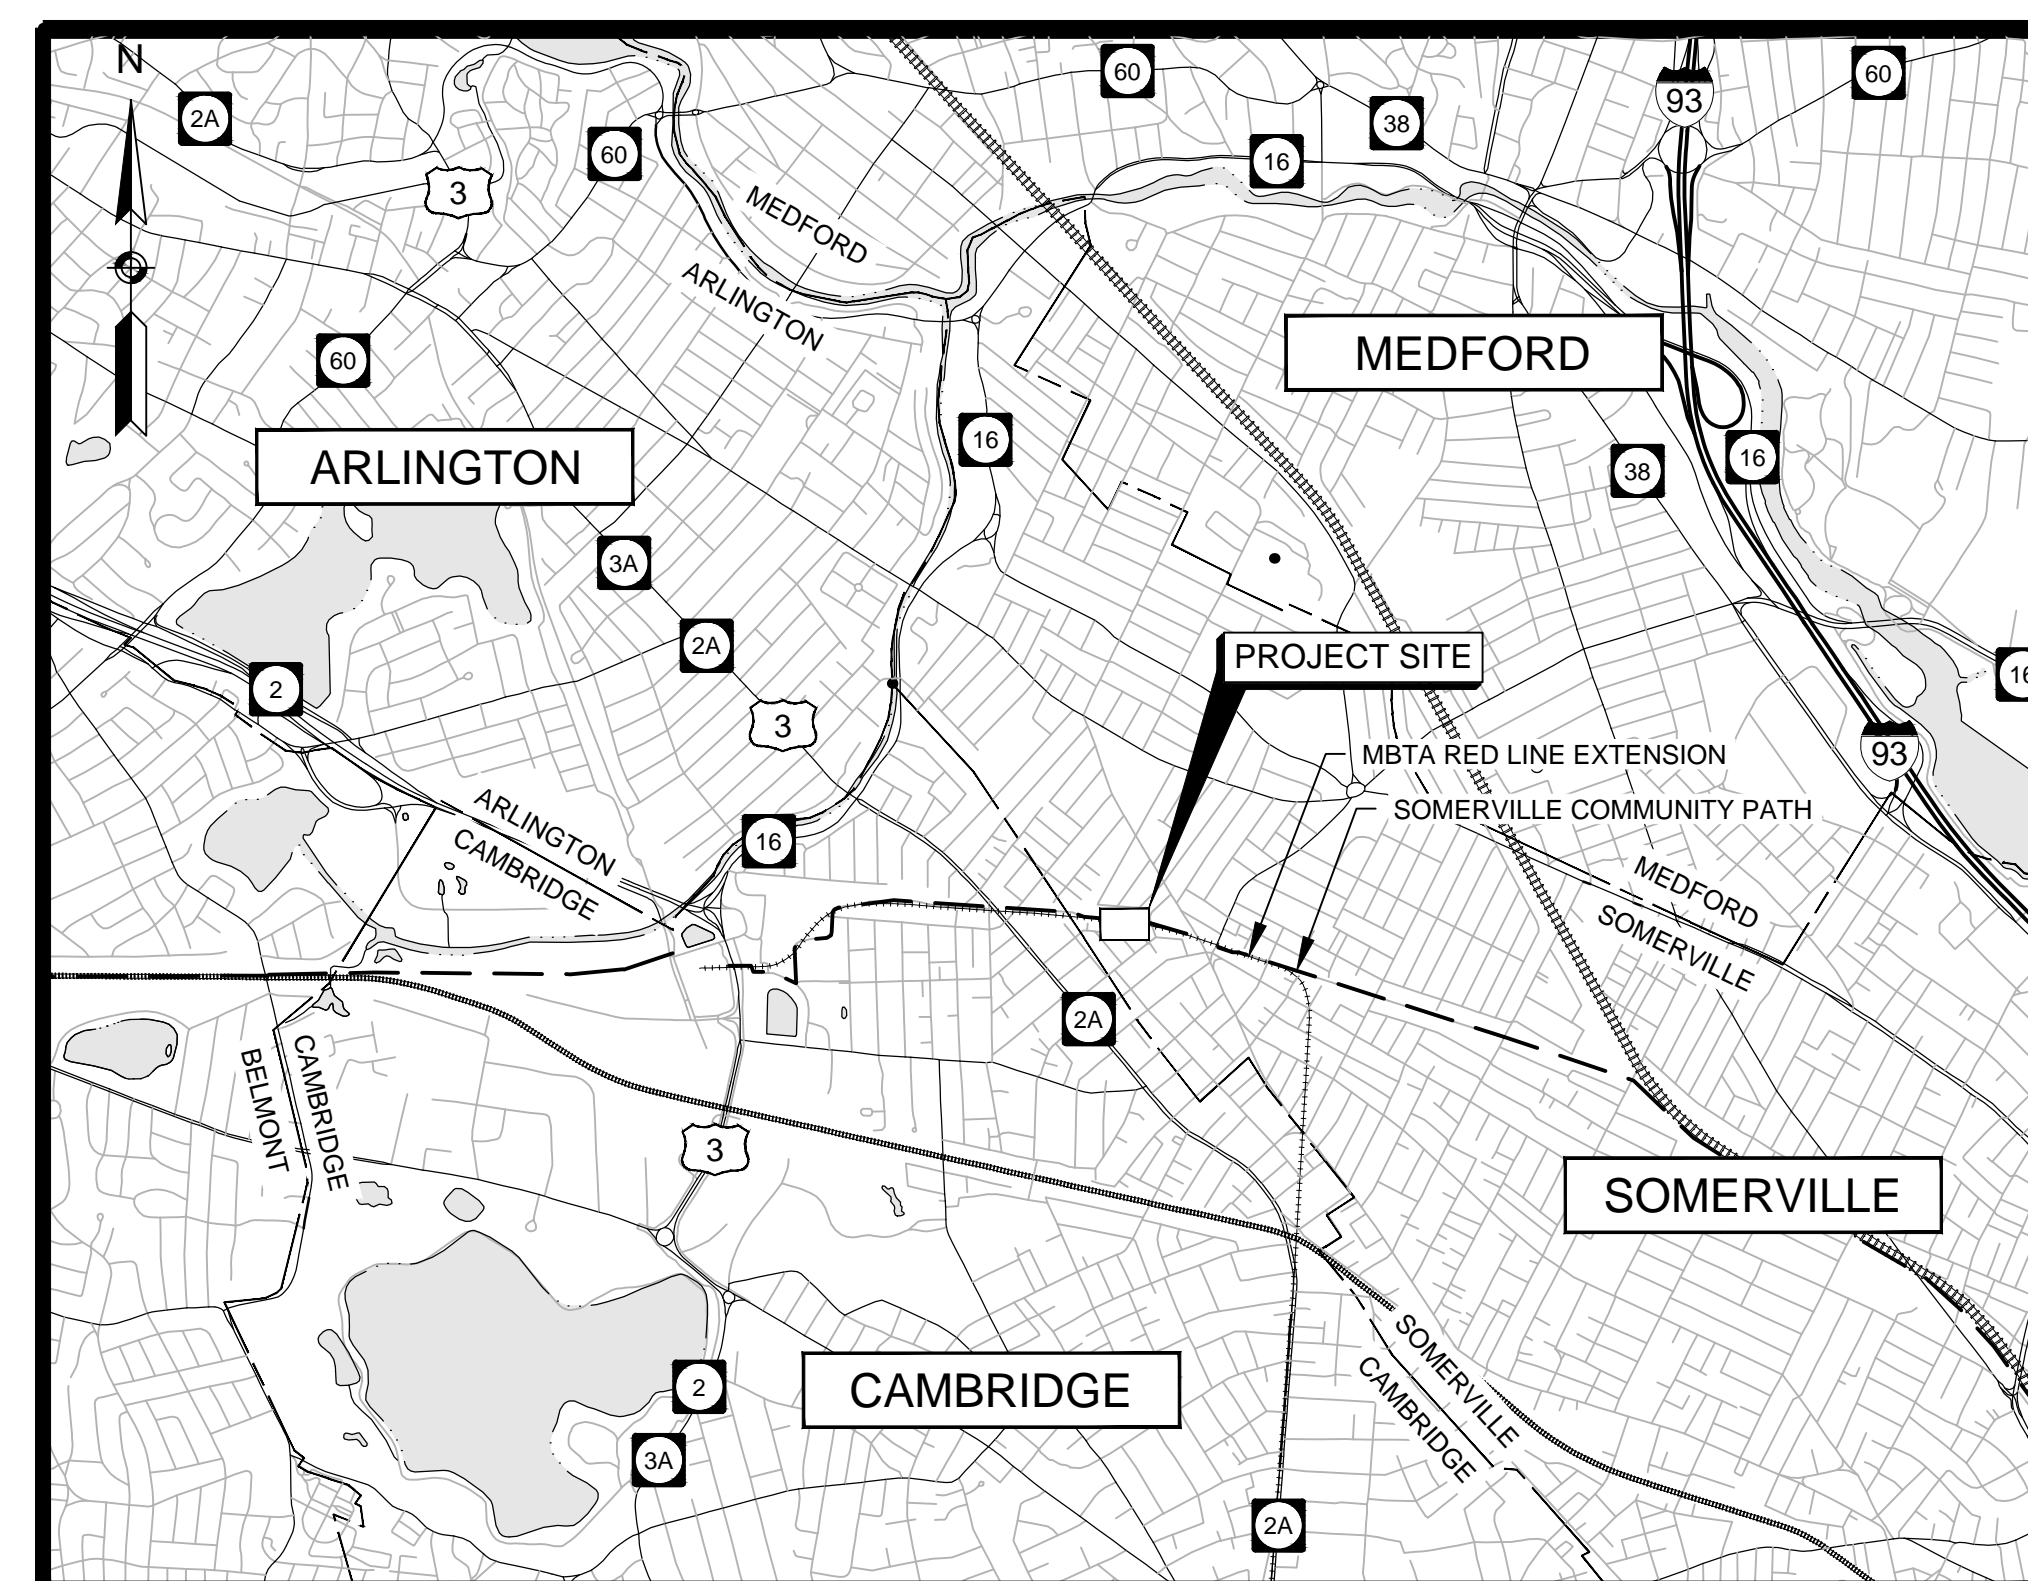 N
60
60
93
2A
38
60
16
3
MEDFORD
ARLINGTON
MEDFORD
60
16
ARLINGTON
38
16
3A
2A
PROJECT SITE
16
2
3
MBTA RED LINE EXTENSION
93
SOMERVILLE COMMUNITY PATH
ARLINGTON
CAMBRIDGE
16
MEDFORD
SOMERVILLE
2A
CAMBRIDGE
BELMONT
3
SOMERVILLE
SOMERVILLE
CAMBRIDGE
CAMBRIDGE
2
3A
2A